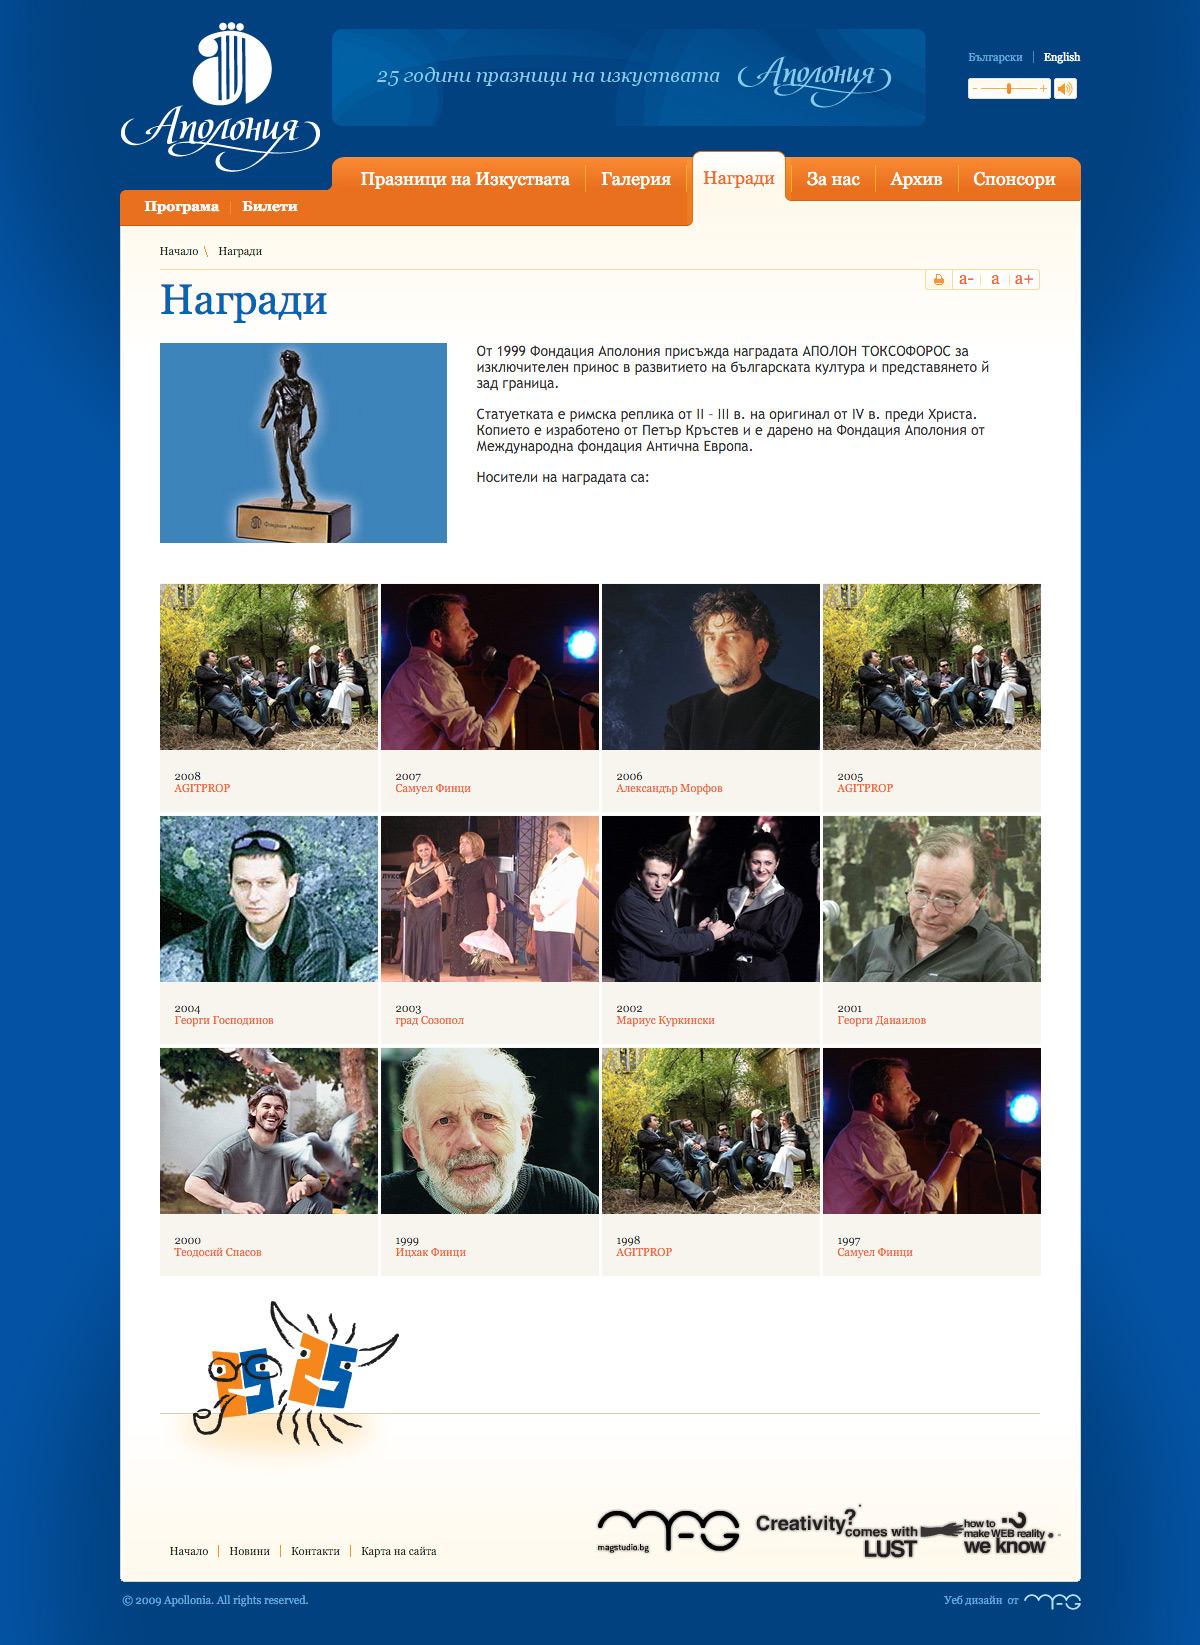 Аполония
25 години празници на изкуствата Аполония
Български English
Празници на Изкуствата Галерия Награди За нас Архив Спонсори
Програма Билети
Начало \ Награди
a- a a+
Награди
От 1999 Фондация Аполония присъжда наградата АПОЛОН ТОКСОФОРОС за
изключителен принос в развитието на българската култура и представянето й
зад граница.
Статуетката е римска реплика от II – III в. на оригинал от IV в. преди Христа.
Копието е изработено от Петър Кръстев и е дарено на Фондация Аполония от
Международна фондация Антична Европа.
Носители на наградата са:
Фондация „Аполония"
2008
AGITPROP
2007
Самуел Финци
2006
Александър Морфов
2005
AGITPROP
2004
Георги Господинов
2003
град Созопол
2002
Мариус Куркински
2001
Георги Данаилов
2000
Теодосий Спасов
1999
Ицхак Финци
1998
AGITPROP
1997
Самуел Финци
25 25
Начало Новини Контакти Карта на сайта
magstudio.bg
Creativity?
comes with
LUST
how to
make WEB reality
we know
© 2009 Apollonia. All rights reserved.
Уеб дизайн от